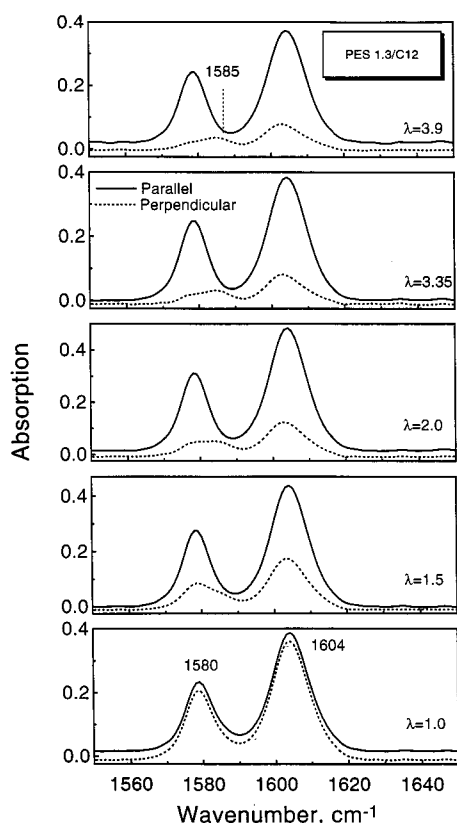 PES 1.3/C12
1585
0.4
0.2
0.0
λ=3.9
Parallel
Perpendicular
0.4
0.2
0.0
λ=3.35
0.4
0.2
0.0
λ=2.0
Absorption
0.4
0.2
0.0
λ=1.5
0.4
0.2
0.0
1580
1604
λ=1.0
1560 1580 1600 1620 1640
Wavenumber, cm⁻¹